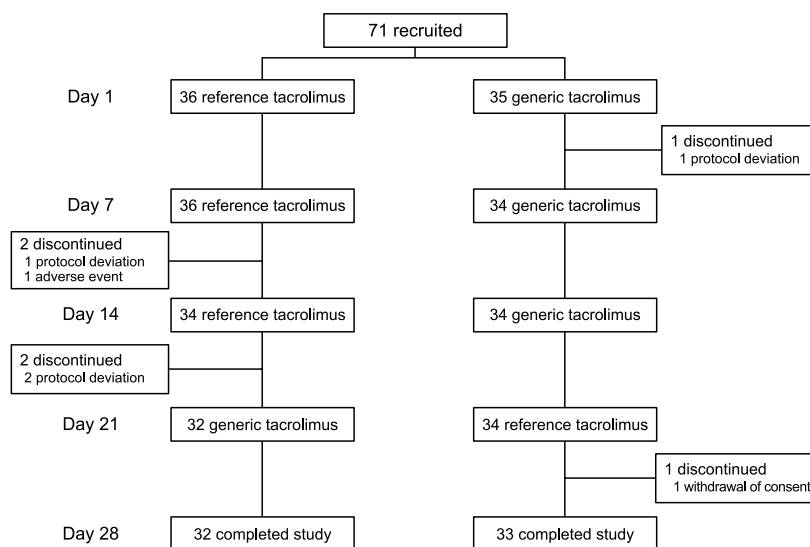 71 recruited
Day 1
36 reference tacrolimus
35 generic tacrolimus
1 discontinued
1 protocol deviation
Day 7
36 reference tacrolimus
34 generic tacrolimus
2 discontinued
1 protocol deviation
1 adverse event
Day 14
34 reference tacrolimus
34 generic tacrolimus
2 discontinued
2 protocol deviation
Day 21
32 generic tacrolimus
34 reference tacrolimus
1 discontinued
1 withdrawal of consent
Day 28
32 completed study
33 completed study